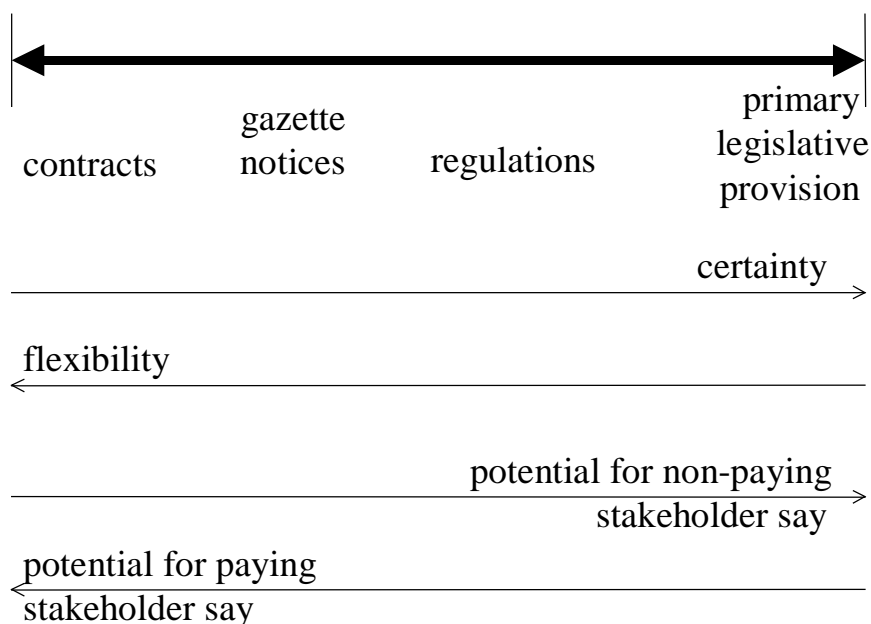 contracts
gazette
notices
regulations
primary
legislative
provision
certainty
flexibility
potential for non-paying
stakeholder say
potential for paying
stakeholder say